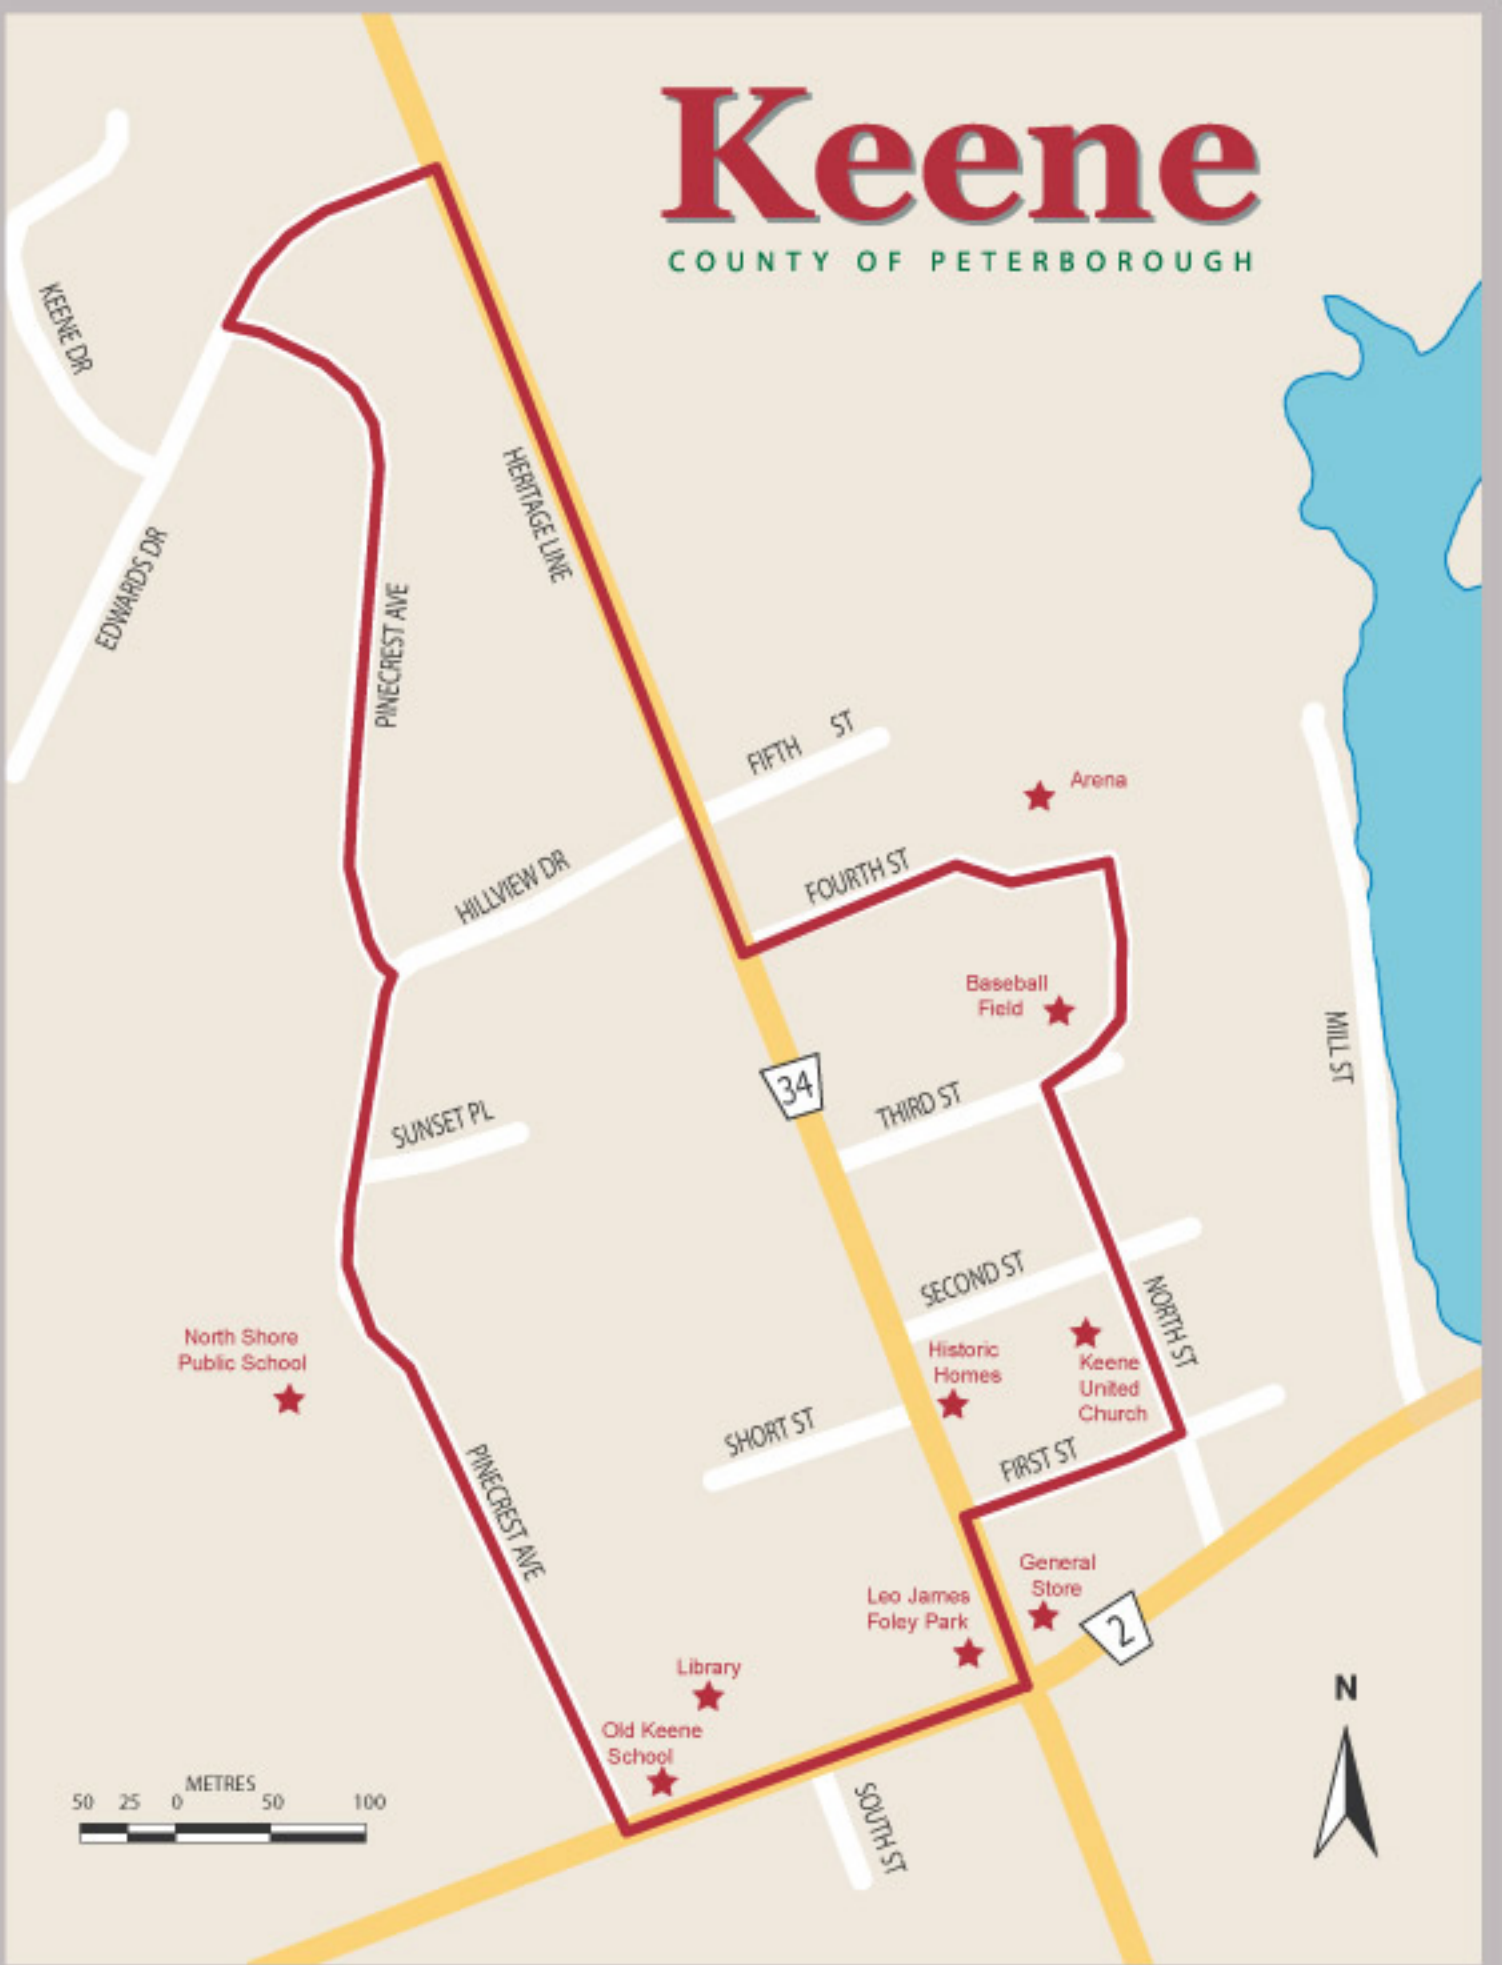 Keene
COUNTY OF PETERBOROUGH
KEENE DR
HERITAGE LINE
EDWARDS DR
PINECREST AVE
FIFTH ST
Arena
HILLVIEW DR
FOURTH ST
Baseball
Field
MILL ST
34
THIRD ST
SUNSET PL
SECOND ST
NORTH ST
North Shore
Public School
Historic
Homes
Keene
United
Church
SHORT ST
FIRST ST
PINECREST AVE
General
Store
Leo James
Foley Park
2
Library
Old Keene
School
N
METRES
50 25 0 50 100
SOUTH ST